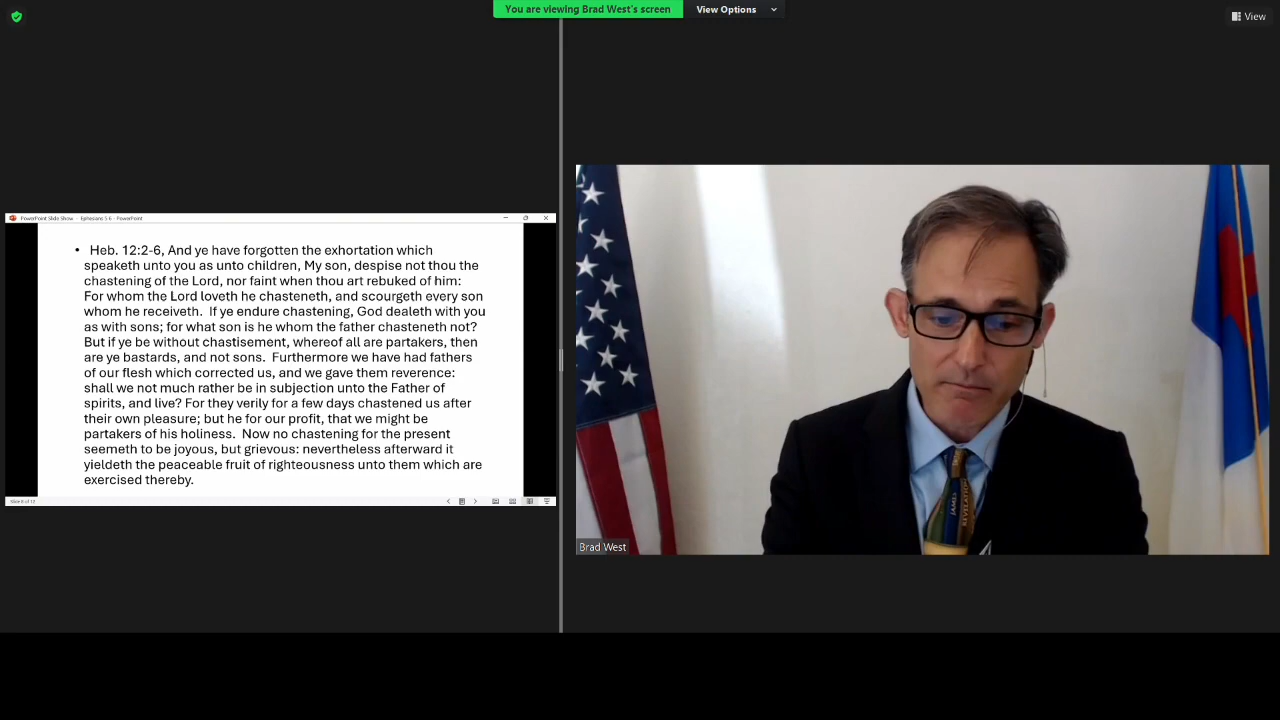 You are viewing Brad West's screen
View Options
View
PowerPoint Slide Show - Ephesians 5-6 - PowerPoint
• Heb. 12:2-6, And ye have forgotten the exhortation which
speaketh unto you as unto children, My son, despise not thou the
chastening of the Lord, nor faint when thou art rebuked of him:
For whom the Lord loveth he chasteneth, and scourgeth every son
whom he receiveth. If ye endure chastening, God dealeth with you
as with sons; for what son is he whom the father chasteneth not?
But if ye be without chastisement, whereof all are partakers, then
are ye bastards, and not sons. Furthermore we have had fathers
of our flesh which corrected us, and we gave them reverence:
shall we not much rather be in subjection unto the Father of
spirits, and live? For they verily for a few days chastened us after
their own pleasure; but he for our profit, that we might be
partakers of his holiness. Now no chastening for the present
seemeth to be joyous, but grievous: nevertheless afterward it
yieldeth the peaceable fruit of righteousness unto them which are
exercised thereby.
JAMES
REVELATION
Brad West